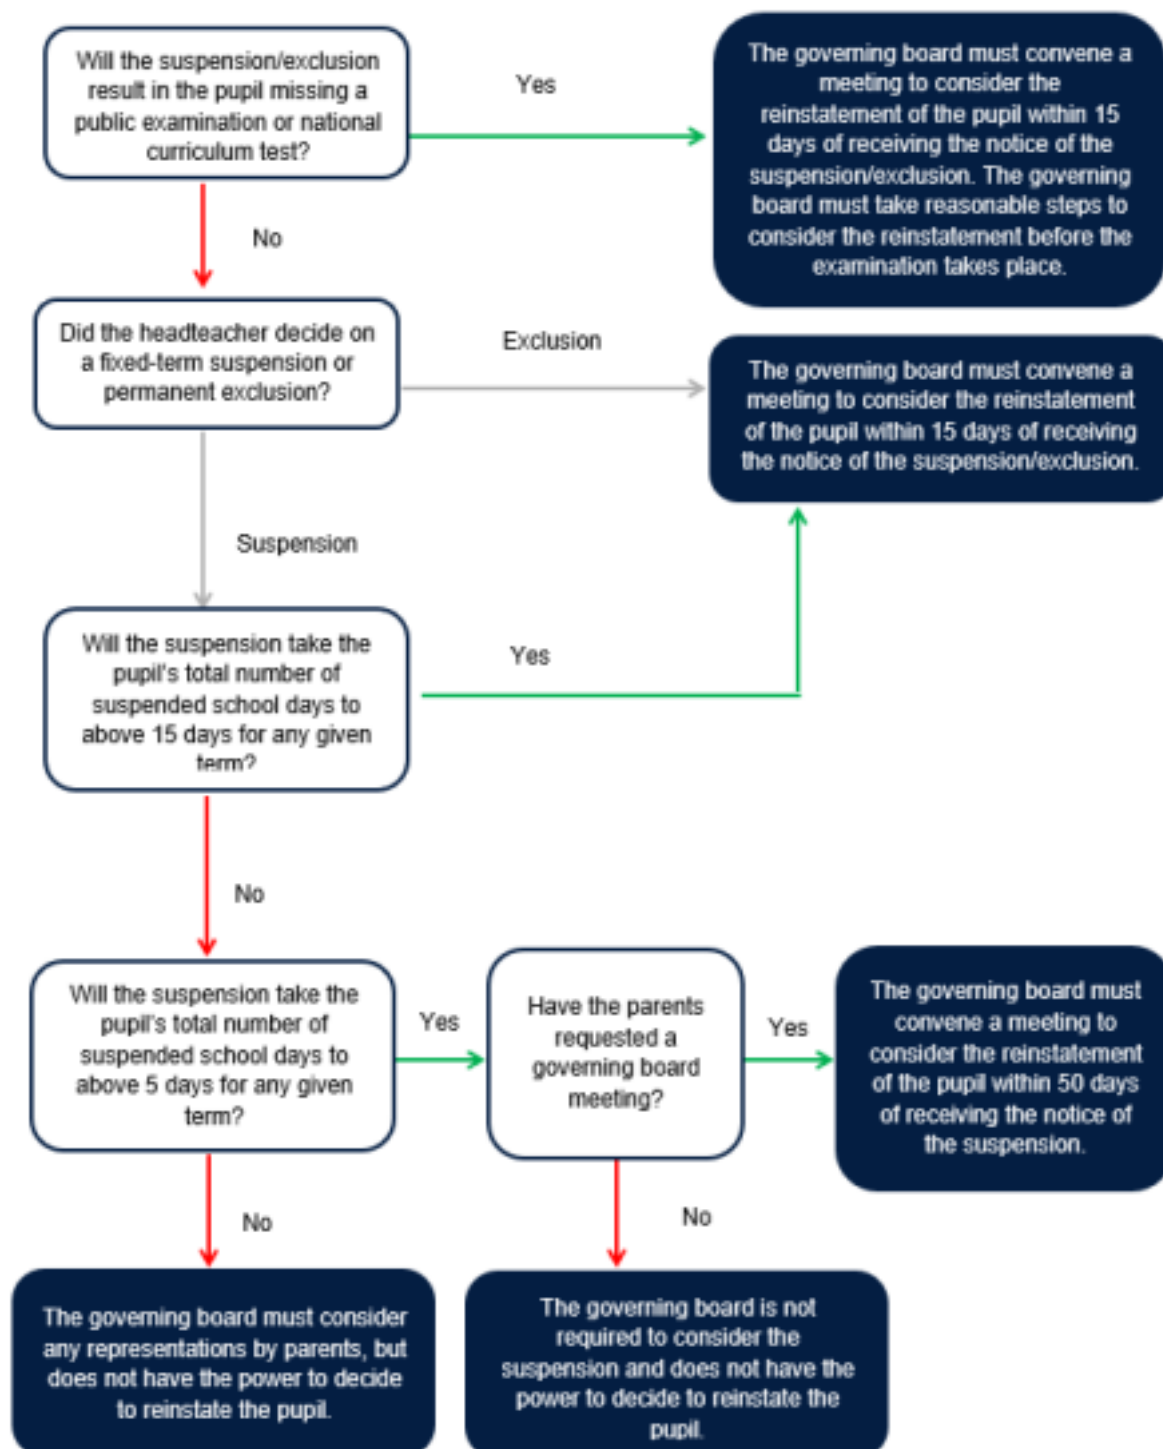 Will the suspension/exclusion
result in the pupil missing a
public examination or national
curriculum test?
Yes
The governing board must convene a
meeting to consider the
reinstatement of the pupil within 15
days of receiving the notice of the
suspension/exclusion. The governing
board must take reasonable steps to
consider the reinstatement before the
examination takes place.
No
Did the headteacher decide on
a fixed-term suspension or
permanent exclusion?
Exclusion
The governing board must convene a
meeting to consider the reinstatement
of the pupil within 15 days of receiving
the notice of the suspension/exclusion.
Suspension
Will the suspension take the
pupil's total number of
suspended school days to
above 15 days for any given
term?
Yes
No
Will the suspension take the
pupil's total number of
suspended school days to
above 5 days for any given
term?
Yes
Have the parents
requested a
governing board
meeting?
Yes
The governing board must
convene a meeting to
consider the reinstatement
of the pupil within 50 days
of receiving the notice of
the suspension.
No
No
The governing board must consider
any representations by parents, but
does not have the power to decide
to reinstate the pupil.
The governing board is not
required to consider the
suspension and does not have the
power to decide to reinstate the
pupil.